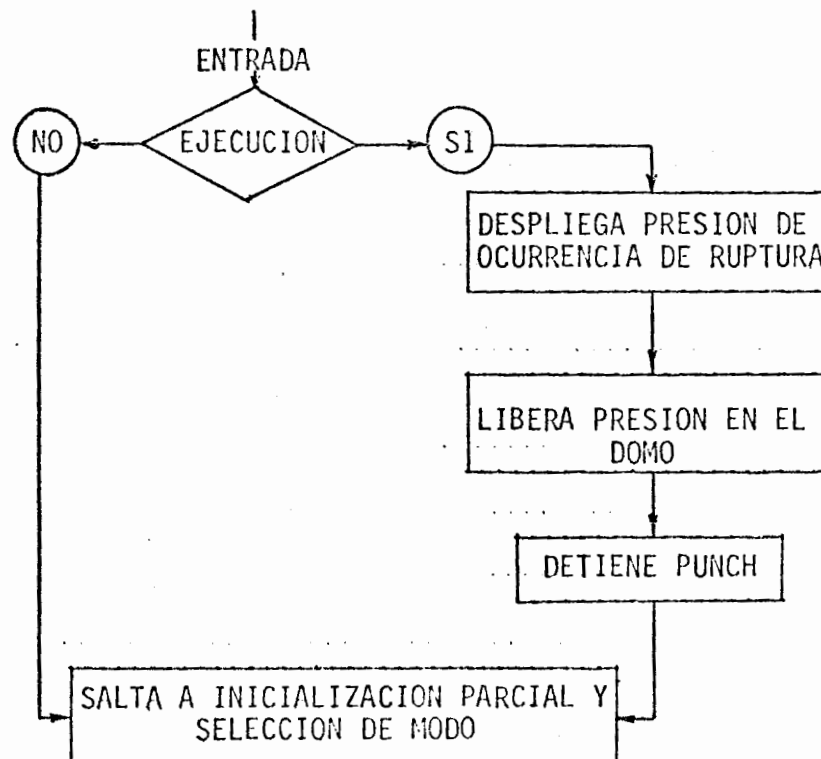 ENTRADA
NO
EJECUCION
SI
DESPLIEGA PRESION DE
OCURRENCIA DE RUPTURA
LIBERA PRESION EN EL
DOMO
DETIENE PUNCH
SALTA A INICIALIZACION PARCIAL Y
SELECCION DE MODO